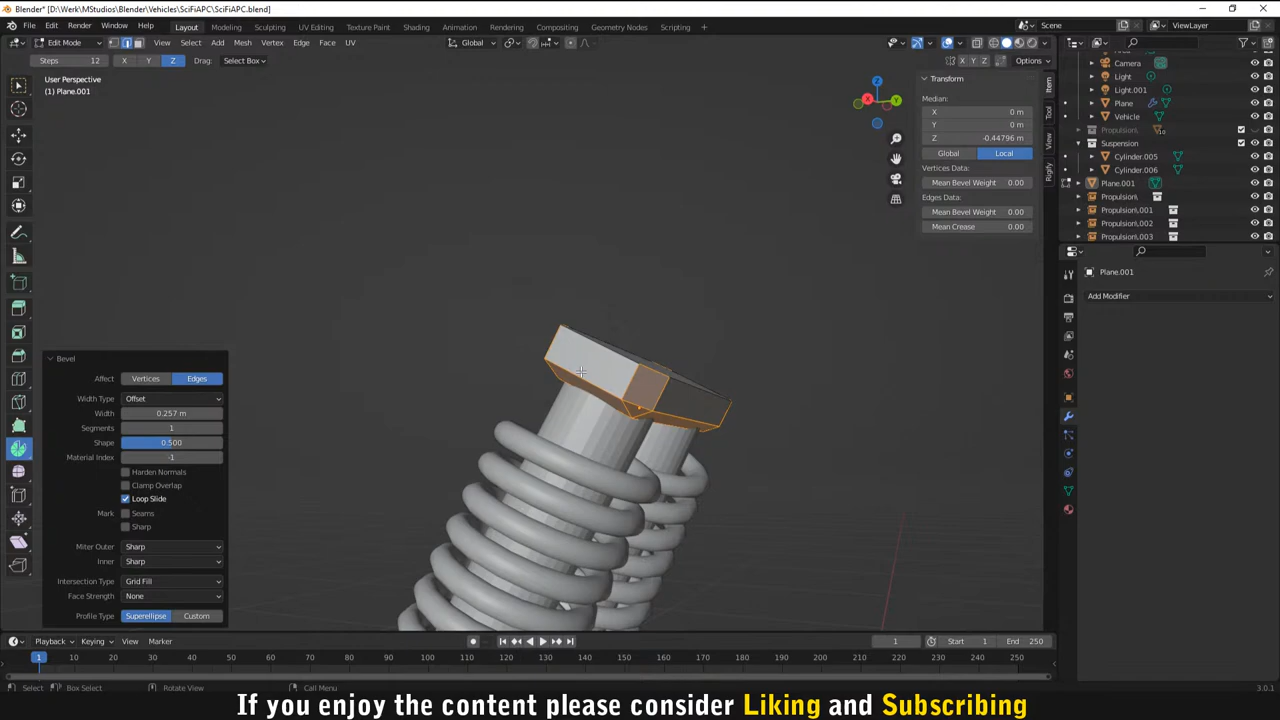 Blender* [D:\Werk\MStudios\Blender\Vehicles\SciFiAPC\SciFiAPC.blend]
File Edit Render Window Help Layout Modeling Sculpting UV Editing Texture Paint Shading Animation Rendering Compositing Geometry Nodes Scripting Scene ViewLayer
Edit Mode View Select Add Mesh Vertex Edge Face UV Global
Steps 12 X Y Z Drag: Select Box X Y Z Options
User Perspective
(1) Plane.001
Transform
Median:
X 0 m
Y 0 m
Z -0.44796 m
Global Local
Vertices Data:
Mean Bevel Weight 0.00
Edges Data:
Mean Bevel Weight 0.00
Mean Crease 0.00
Item
Tool
View
Rigify
Camera
Light
Light.001
Plane
Vehicle
Suspension
Cylinder.005
Cylinder.006
Plane.001
Propulsion\
Propulsion\.001
Propulsion\.002
Propulsion\.003
Plane.001
Add Modifier
Bevel
Affect Vertices Edges
Width Type Offset
Width 0.257 m
Segments 1
Shape 0.500
Material Index -1
Harden Normals
Clamp Overlap
Loop Slide
Mark Seams
Sharp
Miter Outer Sharp
Inner Sharp
Intersection Type Grid Fill
Face Strength None
Profile Type Superellipse Custom
Playback Keying View Marker 1 Start 1 End 250
1 10 20 30 40 50 60 70 80 90 100 110 120 130 140 150 160 170 180 190 200 210 220 230 240 250
Select Box Select Rotate View Call Menu 3.0.1
If you enjoy the content please consider Liking and Subscribing